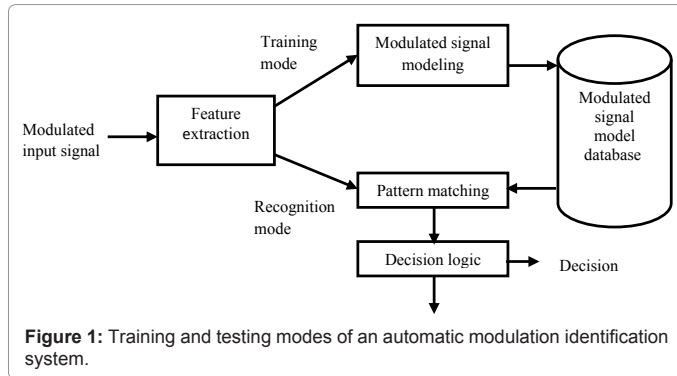 Training
mode
Modulated signal
modeling
Modulated
signal
model
database
Feature
extraction
Modulated
input signal
Pattern matching
Recognition
mode
Decision logic
Decision
Figure 1: Training and testing modes of an automatic modulation identification
system.